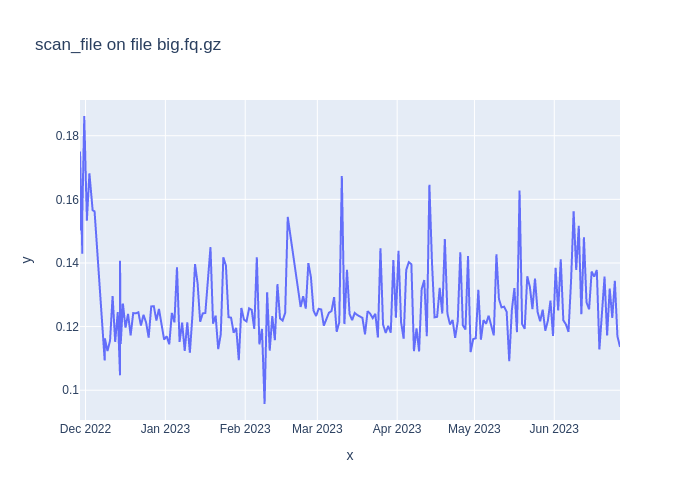 scan_file on file big.fq.gz
y
0.18
0.16
0.14
0.12
0.1
Dec 2022 Jan 2023 Feb 2023 Mar 2023 Apr 2023 May 2023 Jun 2023
x